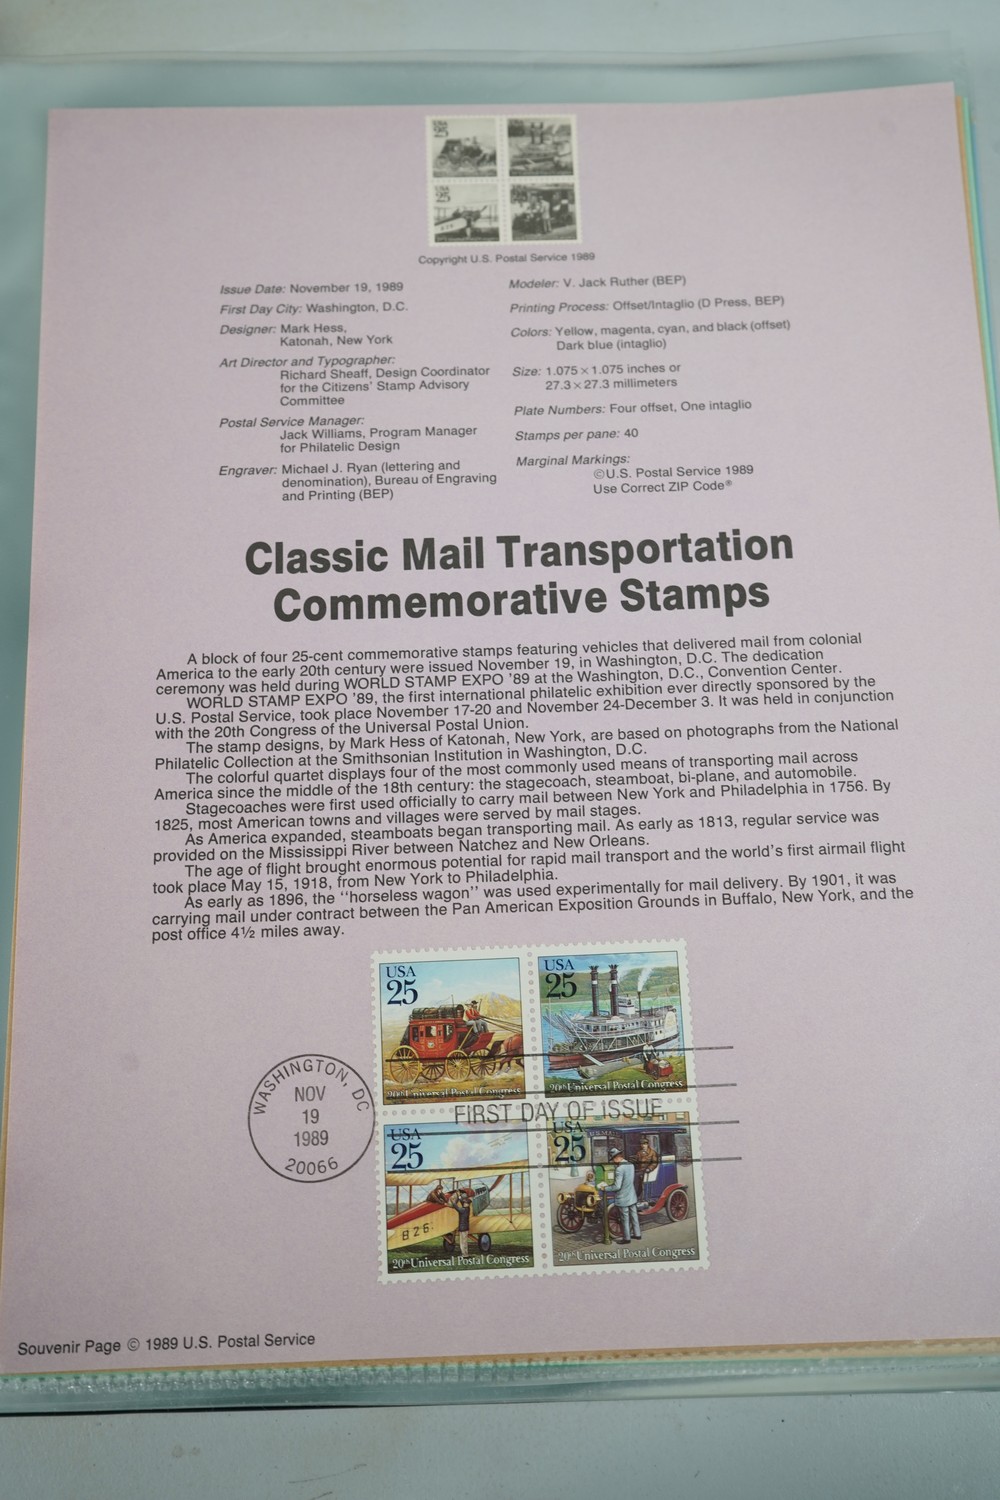 USA
25
USA
25
Copyright U.S. Postal Service 1989
Issue Date: November 19, 1989
First Day City: Washington, D.C.
Designer: Mark Hess,
Katonah, New York
Art Director and Typographer:
Richard Sheaff, Design Coordinator
for the Citizens' Stamp Advisory
Committee
Postal Service Manager:
Jack Williams, Program Manager
for Philatelic Design
Engraver: Michael J. Ryan (lettering and
denomination), Bureau of Engraving
and Printing (BEP)
Modeler: V. Jack Ruther (BEP)
Printing Process: Offset/Intaglio (D Press, BEP)
Colors: Yellow, magenta, cyan, and black (offset)
Dark blue (intaglio)
Size: 1.075 × 1.075 inches or
27.3 × 27.3 millimeters
Plate Numbers: Four offset, One intaglio
Stamps per pane: 40
Marginal Markings:
©U.S. Postal Service 1989
Use Correct ZIP Code®
Classic Mail Transportation
Commemorative Stamps
A block of four 25-cent commemorative stamps featuring vehicles that delivered mail from colonial
America to the early 20th century were issued November 19, in Washington, D.C. The dedication
ceremony was held during WORLD STAMP EXPO '89 at the Washington, D.C., Convention Center.
WORLD STAMP EXPO '89, the first international philatelic exhibition ever directly sponsored by the
U.S. Postal Service, took place November 17-20 and November 24-December 3. It was held in conjunction
with the 20th Congress of the Universal Postal Union.
The stamp designs, by Mark Hess of Katonah, New York, are based on photographs from the National
Philatelic Collection at the Smithsonian Institution in Washington, D.C.
The colorful quartet displays four of the most commonly used means of transporting mail across
America since the middle of the 18th century: the stagecoach, steamboat, bi-plane, and automobile.
Stagecoaches were first used officially to carry mail between New York and Philadelphia in 1756. By
1825, most American towns and villages were served by mail stages.
As America expanded, steamboats began transporting mail. As early as 1813, regular service was
provided on the Mississippi River between Natchez and New Orleans.
The age of flight brought enormous potential for rapid mail transport and the world's first airmail flight
took place May 15, 1918, from New York to Philadelphia.
As early as 1896, the "horseless wagon" was used experimentally for mail delivery. By 1901, it was
carrying mail under contract between the Pan American Exposition Grounds in Buffalo, New York, and the
post office 4½ miles away.
USA
25
20th Universal Postal Congress
USA
25
20th Universal Postal Congress
WASHINGTON, DC
NOV
19
1989
20066
FIRST DAY OF ISSUE
USA
25
B 26
20th Universal Postal Congress
USA
25
20th Universal Postal Congress
Souvenir Page © 1989 U.S. Postal Service